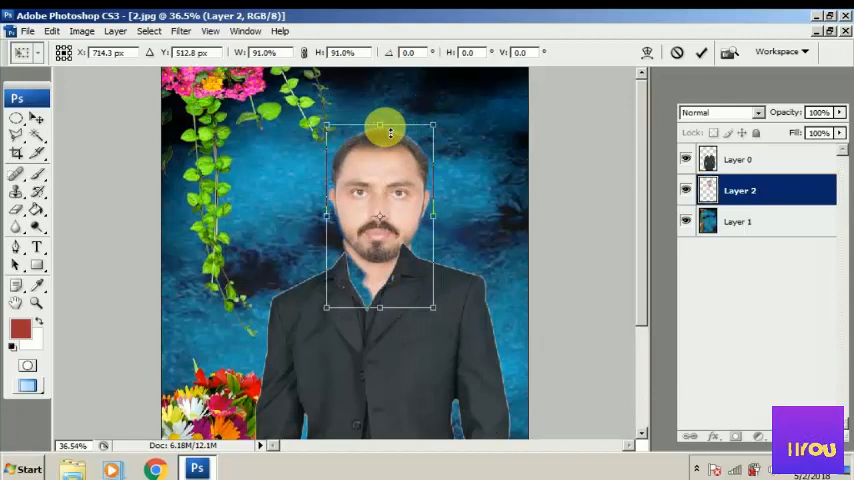 Adobe Photoshop CS3 - [2.jpg @ 36.5% (Layer 2, RGB/8)]
File Edit Image Layer Select Filter View Window Help
X: 714.3 px Y: 512.8 px W: 91.0% H: 91.0% 0.0 ° H: 0.0 ° V: 0.0 ° Workspace
Ps
Normal Opacity: 100%
Lock: Fill: 100%
Layer 0
Layer 2
Layer 1
T
36.54% Doc: 6.18M/12.1M
Start Ps
5/2/2018